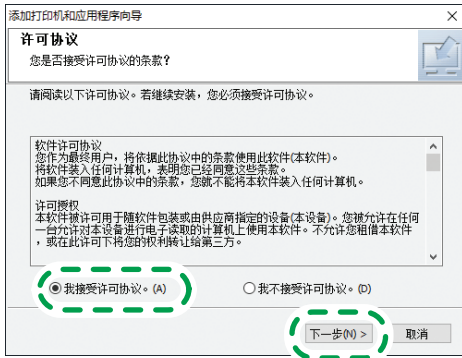 添加打印机和应用程序向导
许可协议
您是否接受许可协议的条款?
请阅读以下许可协议。若继续安装，您必须接受许可协议。
软件许可协议
您作为最终用户，将依据此协议中的条款使用此软件(本软件)。
将软件装入任何计算机，表明您已经同意这些条款。
如果您不同意此协议中的条款，您就不能将本软件装入任何计算机。
许可授权
本软件被许可用于随软件包装或由供应商指定的设备(本设备)。您被允许在任何
一台允许对本设备进行电子读取的计算机上使用本软件。不允许您租借本软件
，或在此许可下将您的权利转让给第三方。
我接受许可协议。(A) 我不接受许可协议。(D)
下一步(N) > 取消